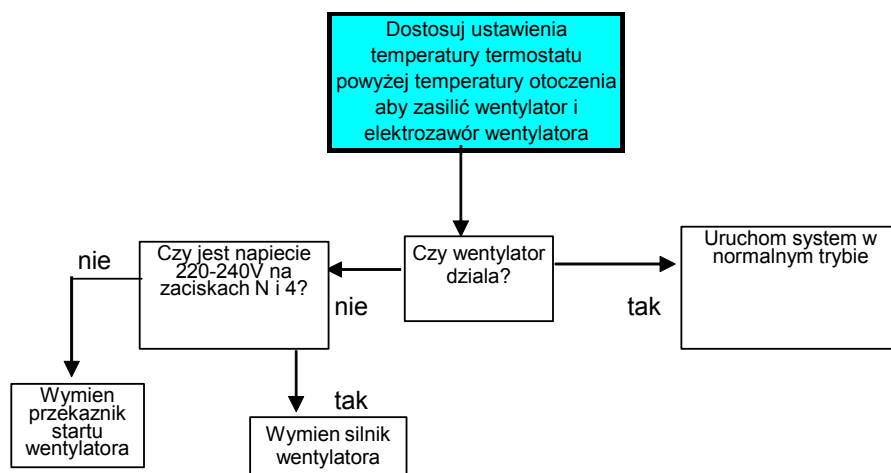 Dostosuj ustawienia
temperatury termostatu
powyżej temperatury otoczenia
aby zasilić wentylator i
elektrozawór wentylatora
nie
Czy jest napiecie
220-240V na
zaciskach N i 4?
nie
Czy wentylator
dziala?
tak
Uruchom system w
normalnym trybie
Wymien
przekaznik
startu
wentylatora
tak
Wymien silnik
wentylatora